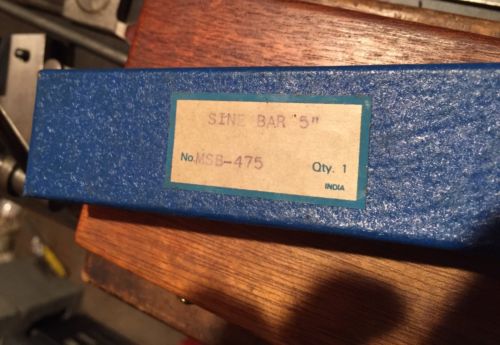 SINE BAR 5"
No. MSB-475 Qty. 1
INDIA